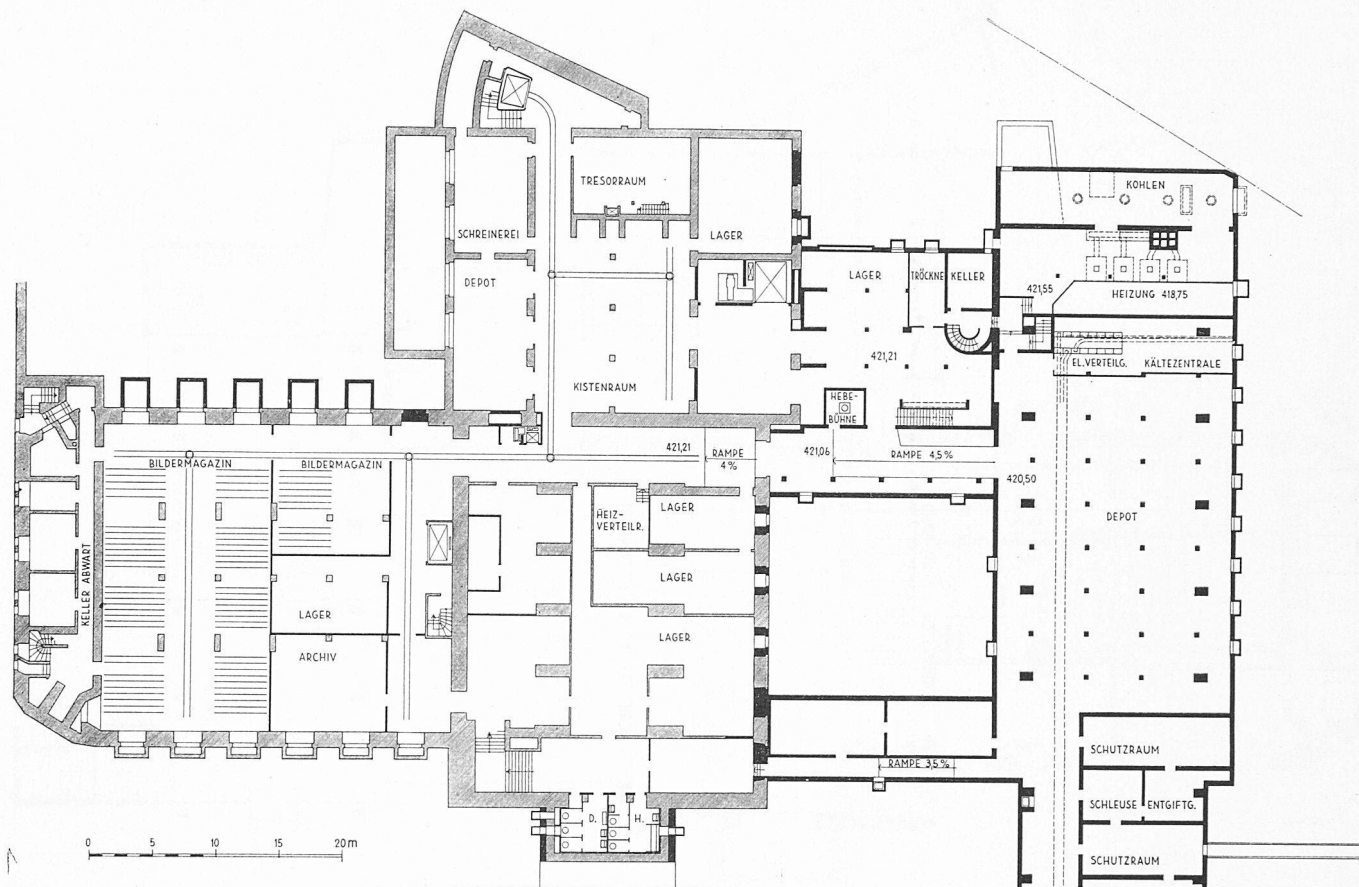 KOHLEN
TRESORRAUM
SCHREINEREI
LAGER
DEPOT
LAGER
TRÖCKNE
KELLER
421,55
HEIZUNG 418,75
421,21
EL. VERTEILG.
KÄLTEZENTRALE
KISTENRAUM
HEBE-
BÜHNE
421,21
RAMPE
4%
421,06
RAMPE 4,5%
420,50
BILDERMAGAZIN
BILDERMAGAZIN
HEIZ-
VERTEILR.
LAGER
DEPOT
LAGER
KELLER ABWART
LAGER
LAGER
ARCHIV
SCHUTZRAUM
RAMPE 3,5%
SCHLEUSE
ENTGIFTG.
D.
H.
SCHUTZRAUM
0 5 10 15 20 m